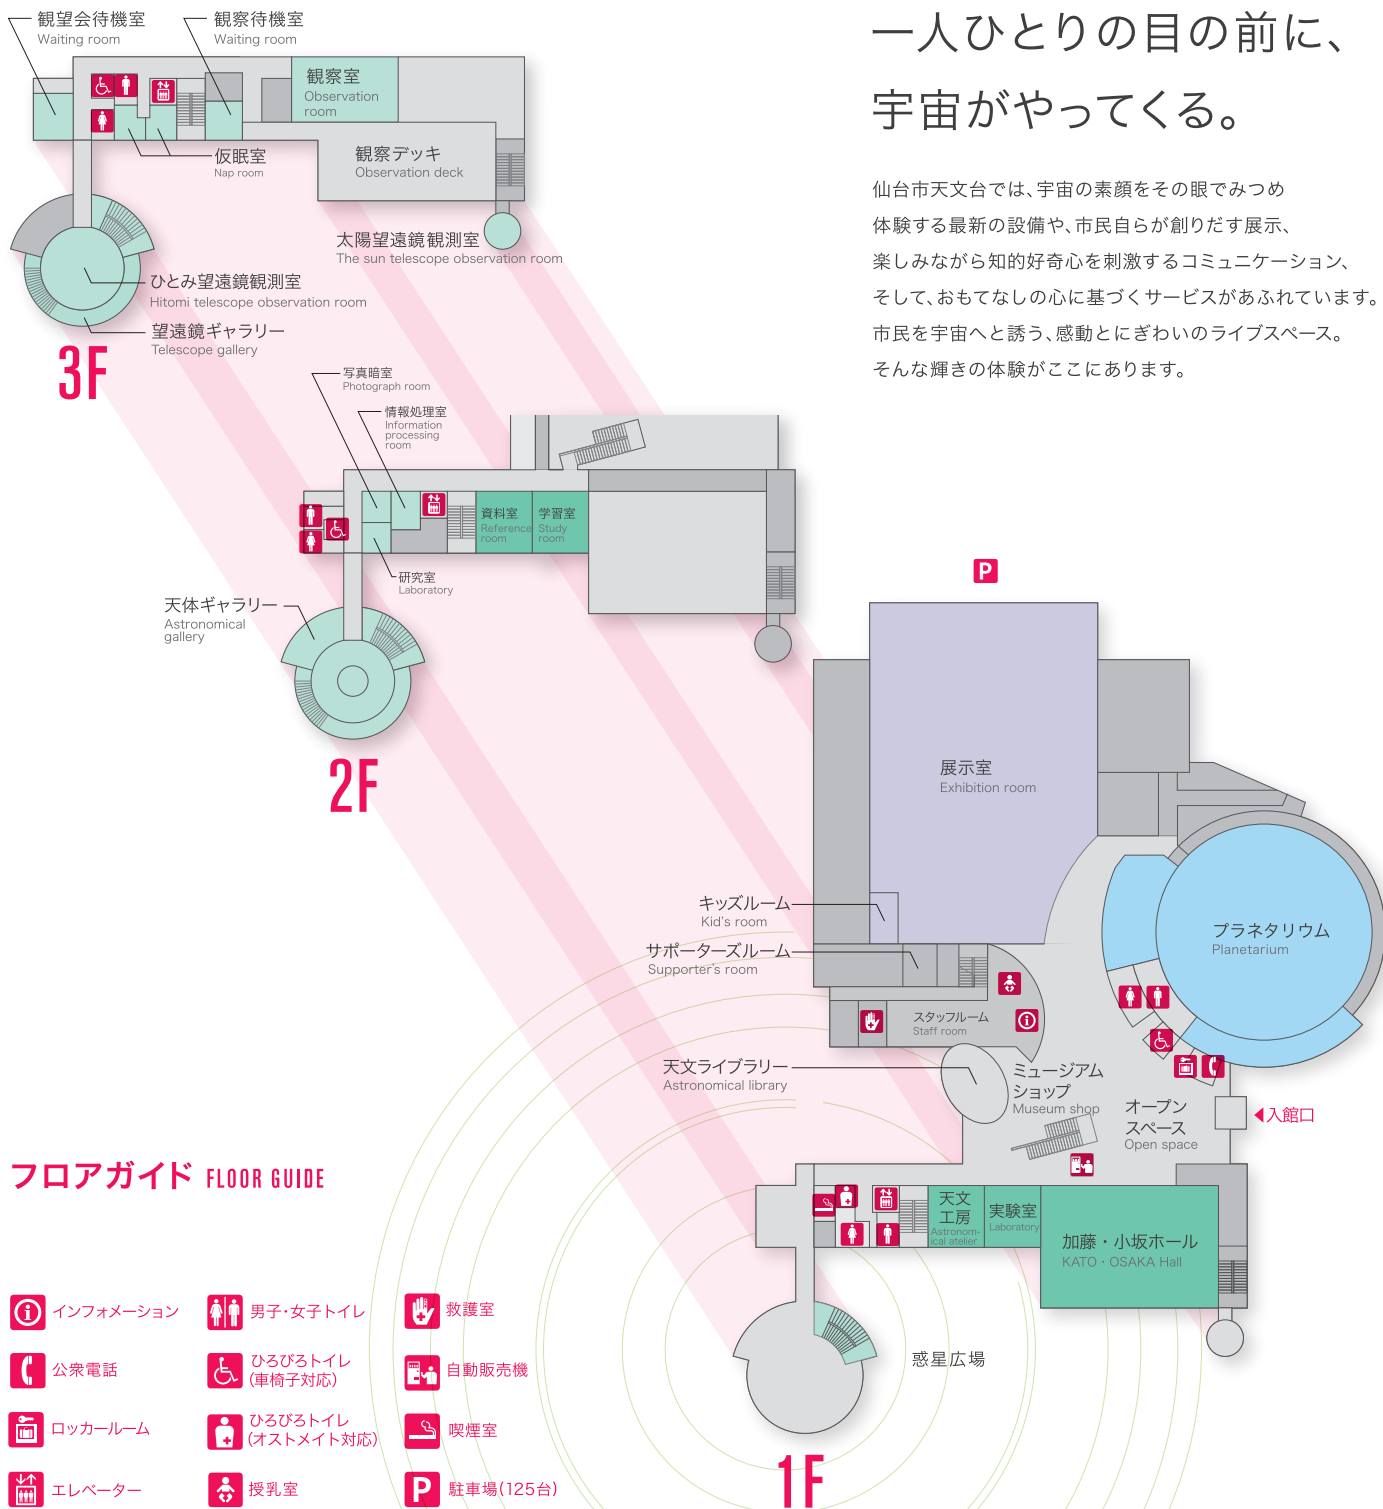 一人ひとりの目の前に、
宇宙がやってくる。
仙台市天文台では、宇宙の素顔をその眼でみつめ
体験する最新の設備や、市民自らが創りだす展示、
楽しみながら知的好奇心を刺激するコミュニケーション、
そして、おもてなしの心に基づくサービスがあふれています。
市民を宇宙へと誘う、感動とにぎわいのライブスペース。
そんな輝きの体験がここにあります。
観望会待機室
Waiting room
観察待機室
Waiting room
観察室
Observation
room
観察デッキ
Observation deck
仮眠室
Nap room
太陽望遠鏡観測室
The sun telescope observation room
ひとみ望遠鏡観測室
Hitomi telescope observation room
望遠鏡ギャラリー
Telescope gallery
3F
写真暗室
Photograph room
情報処理室
Information
processing
room
資料室
Reference
room
学習室
Study
room
研究室
Laboratory
天体ギャラリー
Astronomical
gallery
2F
P
展示室
Exhibition room
キッズルーム
Kid's room
サポーターズルーム
Supporter's room
プラネタリウム
Planetarium
スタッフルーム
Staff room
天文ライブラリー
Astronomical library
ミュージアム
ショップ
Museum shop
オープン
スペース
Open space
入館口
天文
工房
Astronom-
ical atelier
実験室
Laboratory
加藤・小坂ホール
KATO・OSAKA Hall
惑星広場
1F
フロアガイド FLOOR GUIDE
インフォメーション
男子・女子トイレ
救護室
公衆電話
ひろびろトイレ
(車椅子対応)
自動販売機
ロッカールーム
ひろびろトイレ
(オストメイト対応)
喫煙室
エレベーター
授乳室
P 駐車場(125台)